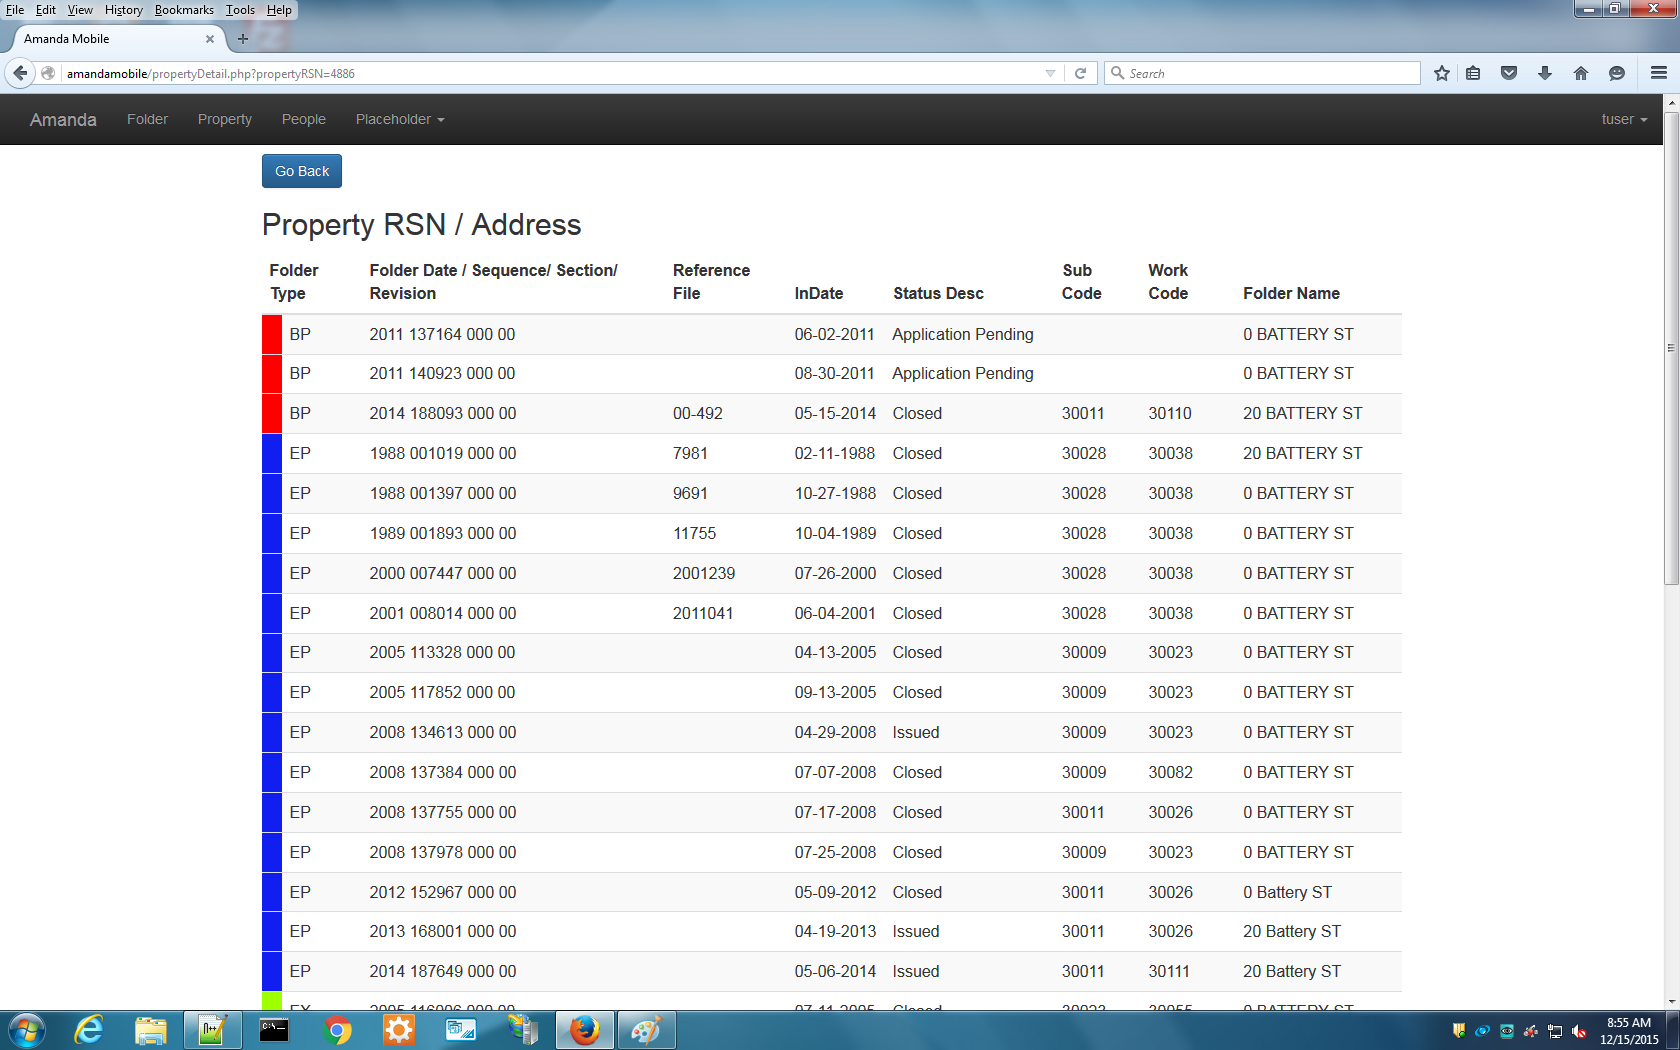 File Edit View History Bookmarks Tools Help
Amanda Mobile
amandamobile/propertyDetail.php?propertyRSN=4886
Search
Amanda Folder Property People Placeholder tuser
Go Back
Property RSN / Address
Folder Type Folder Date / Sequence/ Section/ Revision Reference File InDate Status Desc Sub Code Work Code Folder Name
BP 2011 137164 000 00 06-02-2011 Application Pending 0 BATTERY ST
BP 2011 140923 000 00 08-30-2011 Application Pending 0 BATTERY ST
BP 2014 188093 000 00 00-492 05-15-2014 Closed 30011 30110 20 BATTERY ST
EP 1988 001019 000 00 7981 02-11-1988 Closed 30028 30038 20 BATTERY ST
EP 1988 001397 000 00 9691 10-27-1988 Closed 30028 30038 0 BATTERY ST
EP 1989 001893 000 00 11755 10-04-1989 Closed 30028 30038 0 BATTERY ST
EP 2000 007447 000 00 2001239 07-26-2000 Closed 30028 30038 0 BATTERY ST
EP 2001 008014 000 00 2011041 06-04-2001 Closed 30028 30038 0 BATTERY ST
EP 2005 113328 000 00 04-13-2005 Closed 30009 30023 0 BATTERY ST
EP 2005 117852 000 00 09-13-2005 Closed 30009 30023 0 BATTERY ST
EP 2008 134613 000 00 04-29-2008 Issued 30009 30023 0 BATTERY ST
EP 2008 137384 000 00 07-07-2008 Closed 30009 30082 0 BATTERY ST
EP 2008 137755 000 00 07-17-2008 Closed 30011 30026 0 BATTERY ST
EP 2008 137978 000 00 07-25-2008 Closed 30009 30023 0 BATTERY ST
EP 2012 152967 000 00 05-09-2012 Closed 30011 30026 0 Battery ST
EP 2013 168001 000 00 04-19-2013 Issued 30011 30026 20 Battery ST
EP 2014 187649 000 00 05-06-2014 Issued 30011 30111 20 Battery ST
8:55 AM
12/15/2015